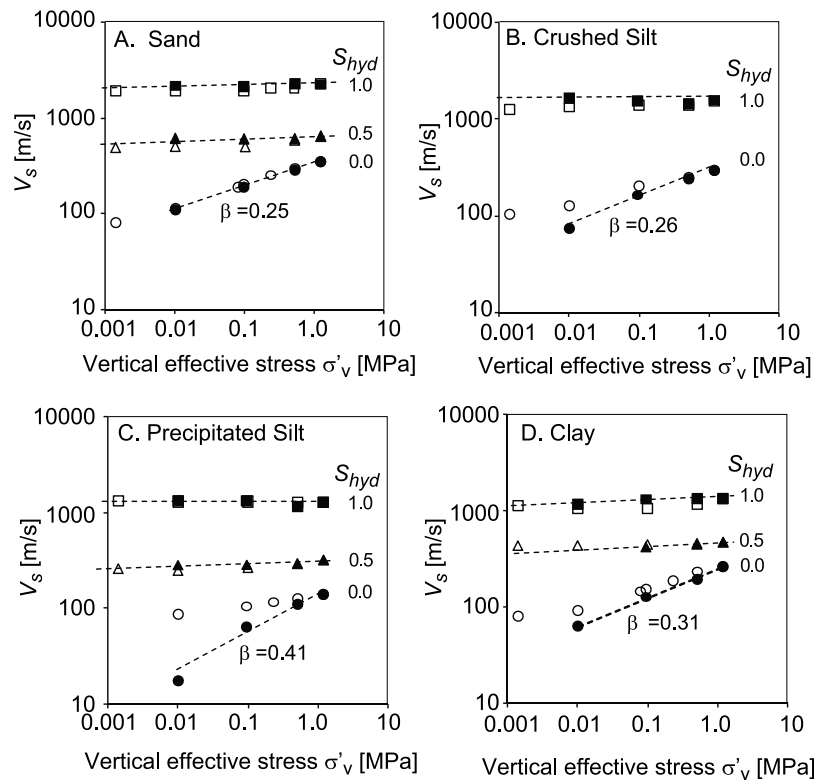 A. Sand
S_hyd
10000
1000
100
10
V_s [m/s]
1.0
0.5
0.0
β =0.25
0.001 0.01 0.1 1.0 10
Vertical effective stress σ'_v [MPa]
B. Crushed Silt
S_hyd
10000
1000
100
10
V_s [m/s]
1.0
0.0
β =0.26
0.001 0.01 0.1 1.0 10
Vertical effective stress σ'_v [MPa]
C. Precipitated Silt
S_hyd
10000
1000
100
10
V_s [m/s]
1.0
0.5
0.0
β =0.41
0.001 0.01 0.1 1.0 10
Vertical effective stress σ'_v [MPa]
D. Clay
S_hyd
10000
1000
100
10
V_s [m/s]
1.0
0.5
0.0
β =0.31
0.001 0.01 0.1 1.0 10
Vertical effective stress σ'_v [MPa]